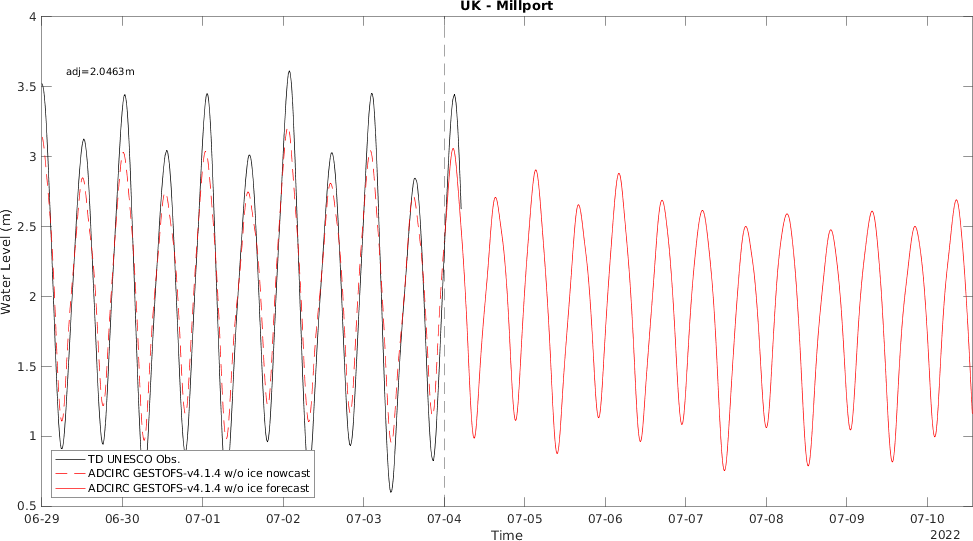 UK - Millport
adj=2.0463m
Water Level (m)
4
3.5
3
2.5
2
1.5
1
0.5
TD UNESCO Obs.
ADCIRC GESTOFS-v4.1.4 w/o ice nowcast
ADCIRC GESTOFS-v4.1.4 w/o ice forecast
06-29 06-30 07-01 07-02 07-03 07-04 07-05 07-06 07-07 07-08 07-09 07-10
Time
2022